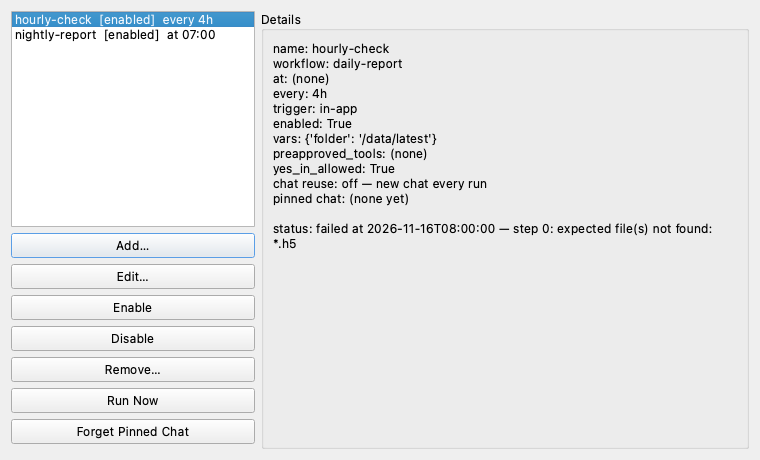 hourly-check  [enabled]  every 4h
nightly-report  [enabled]  at 07:00
Add...
Edit...
Enable
Disable
Remove...
Run Now
Forget Pinned Chat
Details
name: hourly-check
workflow: daily-report
at: (none)
every: 4h
trigger: in-app
enabled: True
vars: {'folder': '/data/latest'}
preapproved_tools: (none)
yes_in_allowed: True
chat reuse: off — new chat every run
pinned chat: (none yet)
status: failed at 2026-11-16T08:00:00 — step 0: expected file(s) not found:
*.h5